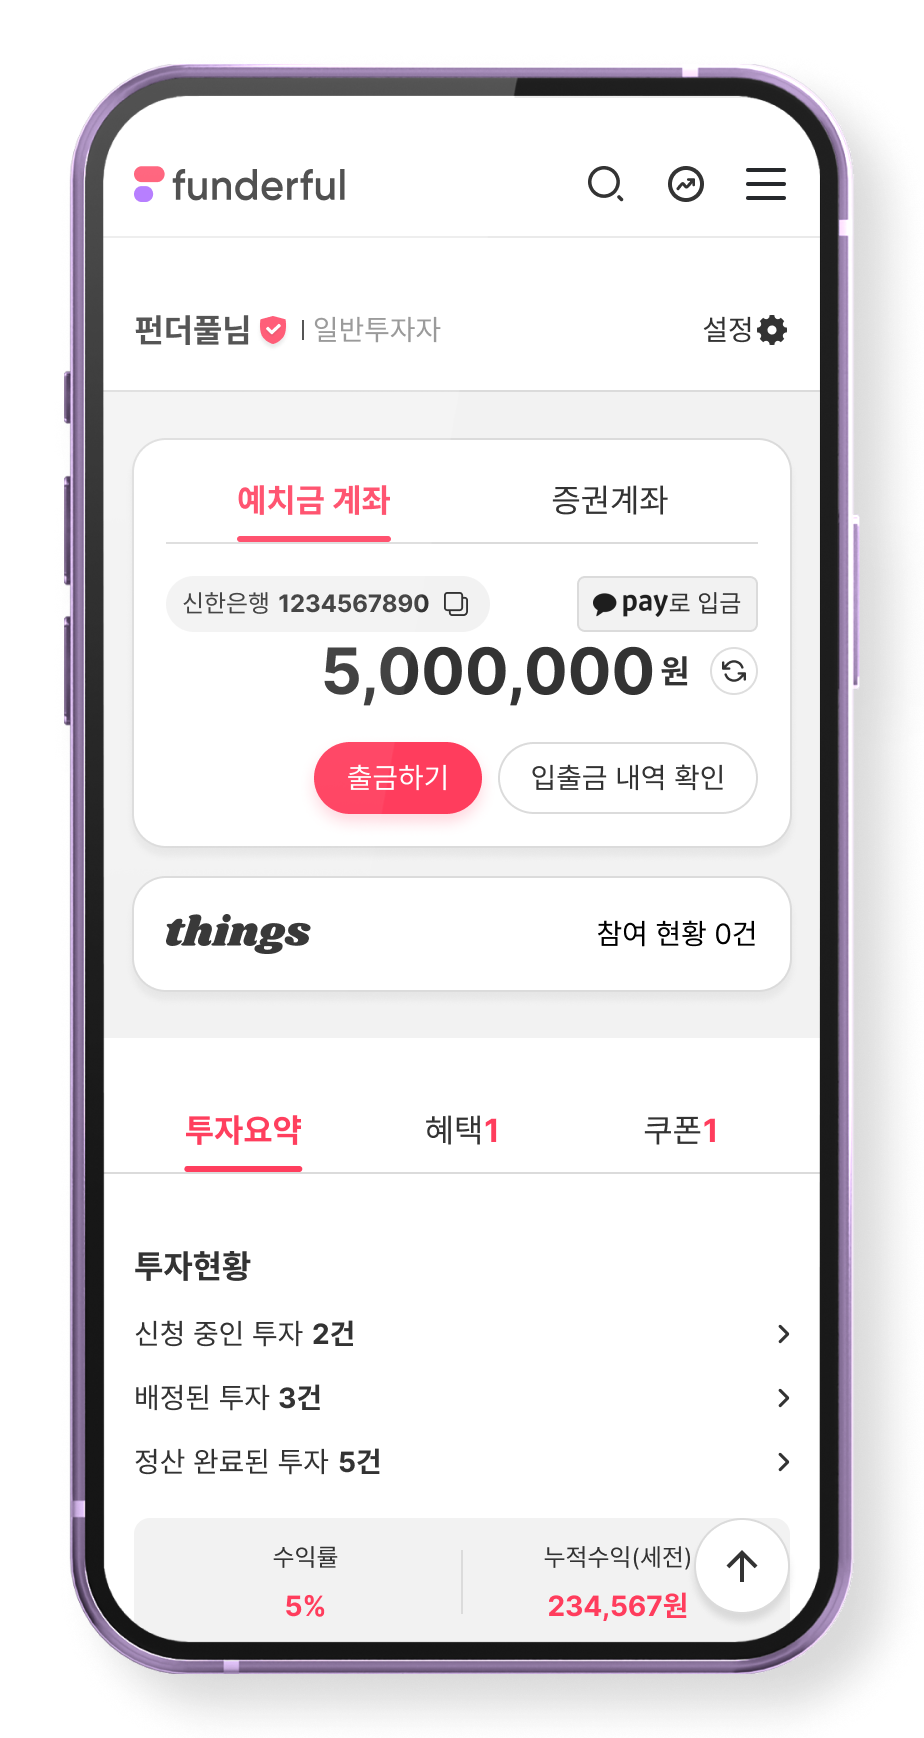 funderful
펀더풀님 일반투자자 설정
예치금 계좌 증권계좌
신한은행 1234567890 pay로 입금
5,000,000원
출금하기 입출금 내역 확인
things 참여 현황 0건
투자요약 혜택1 쿠폰1
투자현황
신청 중인 투자 2건
배정된 투자 3건
정산 완료된 투자 5건
수익률 누적수익(세전)
5% 234,567원